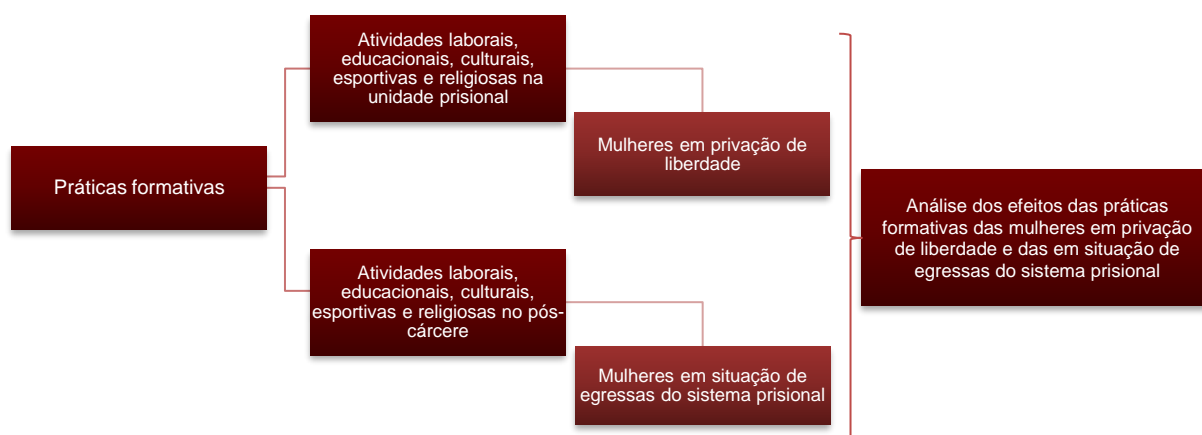 Práticas formativas
Atividades laborais,
educacionais, culturais,
esportivas e religiosas na
unidade prisional
Mulheres em privação de
liberdade
Atividades laborais,
educacionais, culturais,
esportivas e religiosas no pós-
cárcere
Mulheres em situação de
egressas do sistema prisional
Análise dos efeitos das práticas
formativas das mulheres em privação
de liberdade e das em situação de
egressas do sistema prisional